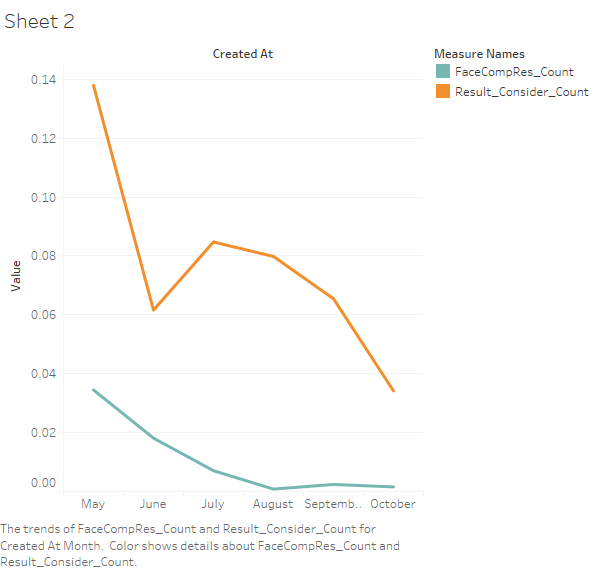 Sheet 2
Created At
Measure Names
FaceCompRes_Count
Result_Consider_Count
Value
0.14
0.12
0.10
0.08
0.06
0.04
0.02
0.00
May June July August Septemb.. October
The trends of FaceCompRes_Count and Result_Consider_Count for
Created At Month. Color shows details about FaceCompRes_Count and
Result_Consider_Count.